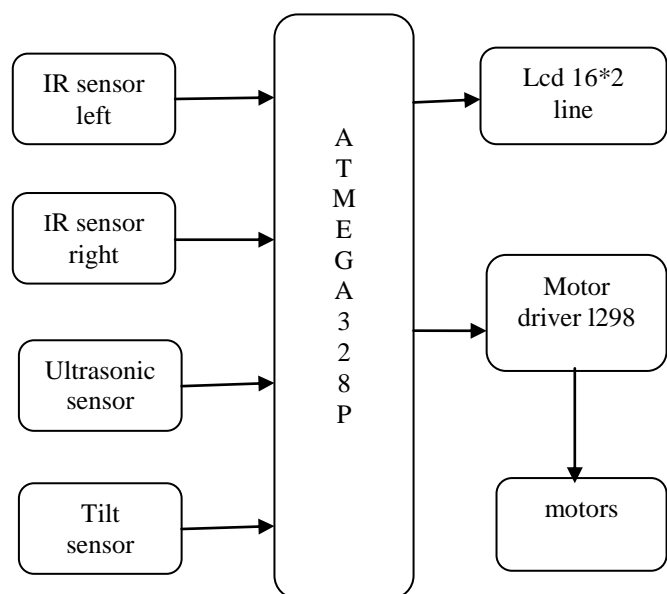 IR sensor
left
IR sensor
right
Ultrasonic
sensor
Tilt
sensor
A
T
M
E
G
A
3
2
8
P
Lcd 16*2
line
Motor
driver l298
motors